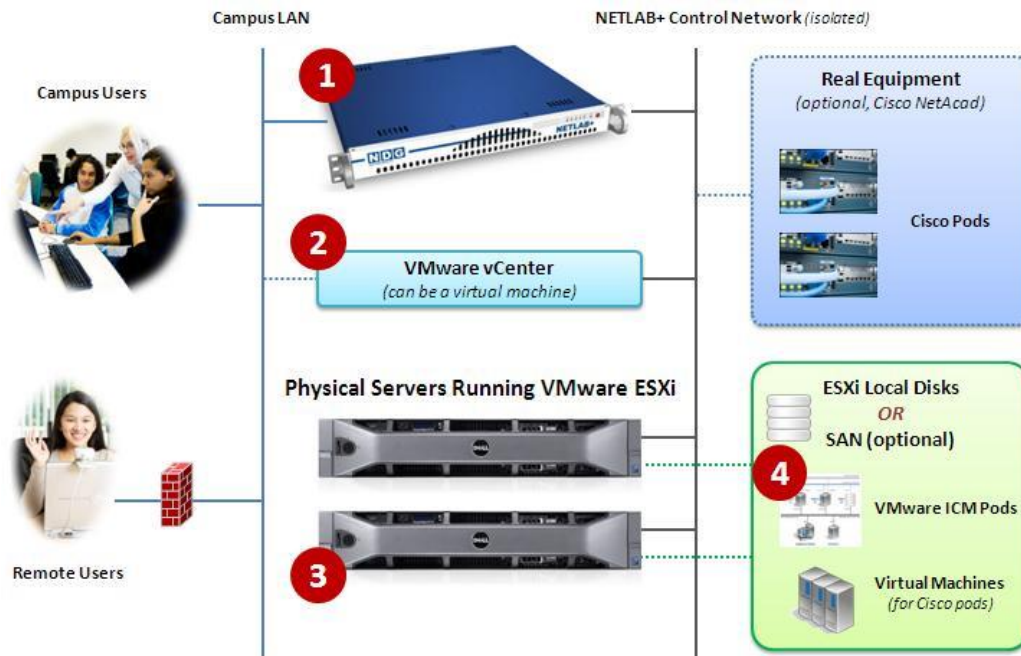 Campus LAN
NETLAB+ Control Network (isolated)
1
Campus Users
NDG
NETLAB+
Real Equipment
(optional, Cisco NetAcad)
Cisco Pods
2
VMware vCenter
(can be a virtual machine)
Physical Servers Running VMware ESXi
DELL
DELL
3
Remote Users
ESXi Local Disks
OR
SAN (optional)
4
VMware ICM Pods
Virtual Machines
(for Cisco pods)